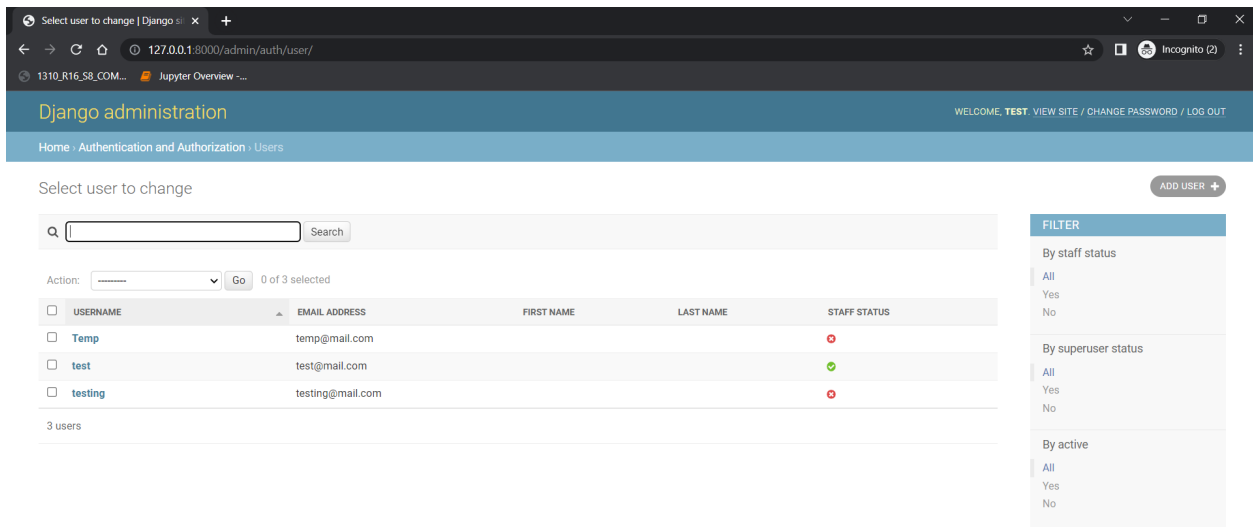 Select user to change | Django si
127.0.0.1:8000/admin/auth/user/
Incognito (2)
1310_R16_S8_COM... Jupyter Overview -...
Django administration
WELCOME, TEST. VIEW SITE / CHANGE PASSWORD / LOG OUT
Home › Authentication and Authorization › Users
Select user to change
ADD USER +
Search
Action: --------- Go 0 of 3 selected
USERNAME EMAIL ADDRESS FIRST NAME LAST NAME STAFF STATUS
Temp temp@mail.com
test test@mail.com
testing testing@mail.com
3 users
FILTER
By staff status
All
Yes
No
By superuser status
All
Yes
No
By active
All
Yes
No